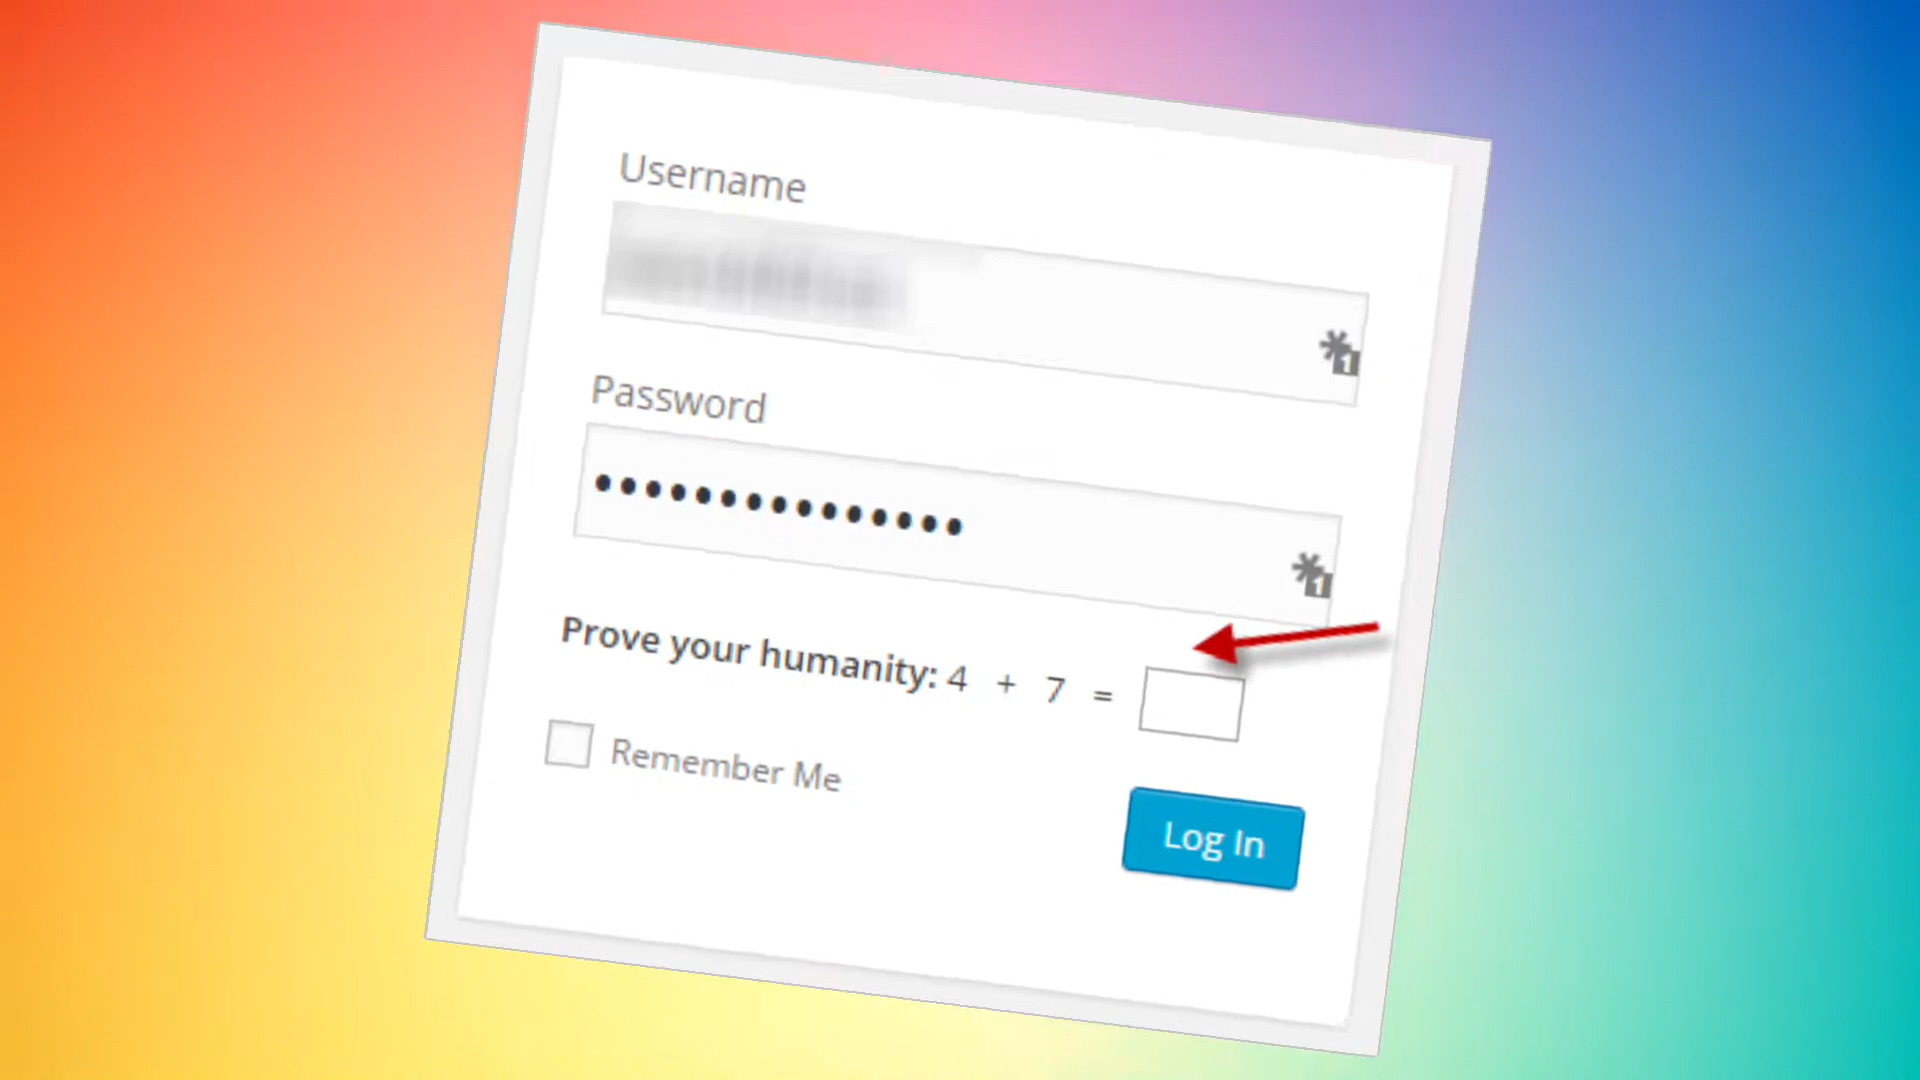 Username
Password
•••••••••••••••
Prove your humanity: 4 + 7 =
Remember Me
Log In